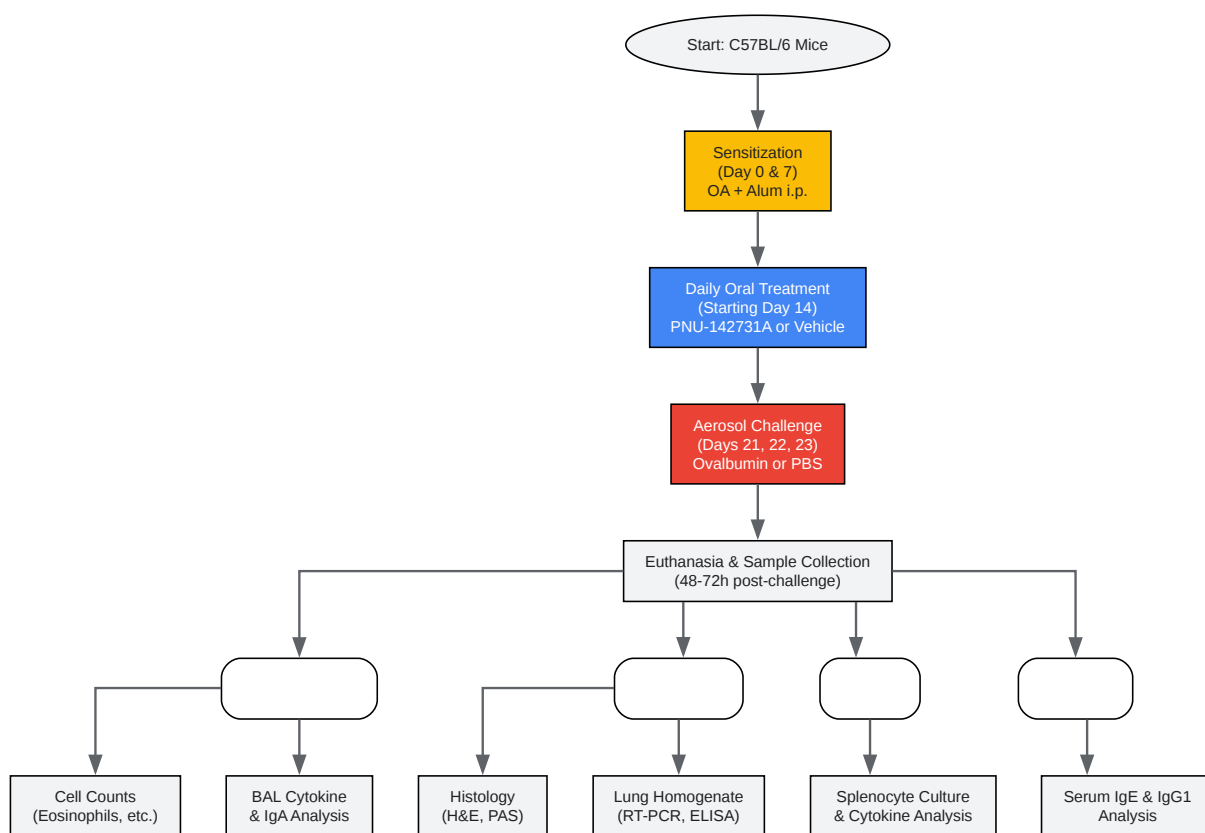 Start: C57BL/6 Mice
Sensitization
(Day 0 & 7)
OA + Alum i.p.
Daily Oral Treatment
(Starting Day 14)
PNU-142731A or Vehicle
Aerosol Challenge
(Days 21, 22, 23)
Ovalbumin or PBS
Euthanasia & Sample Collection
(48-72h post-challenge)
Cell Counts
(Eosinophils, etc.)
BAL Cytokine
& IgA Analysis
Histology
(H&E, PAS)
Lung Homogenate
(RT-PCR, ELISA)
Splenocyte Culture
& Cytokine Analysis
Serum IgE & IgG1
Analysis